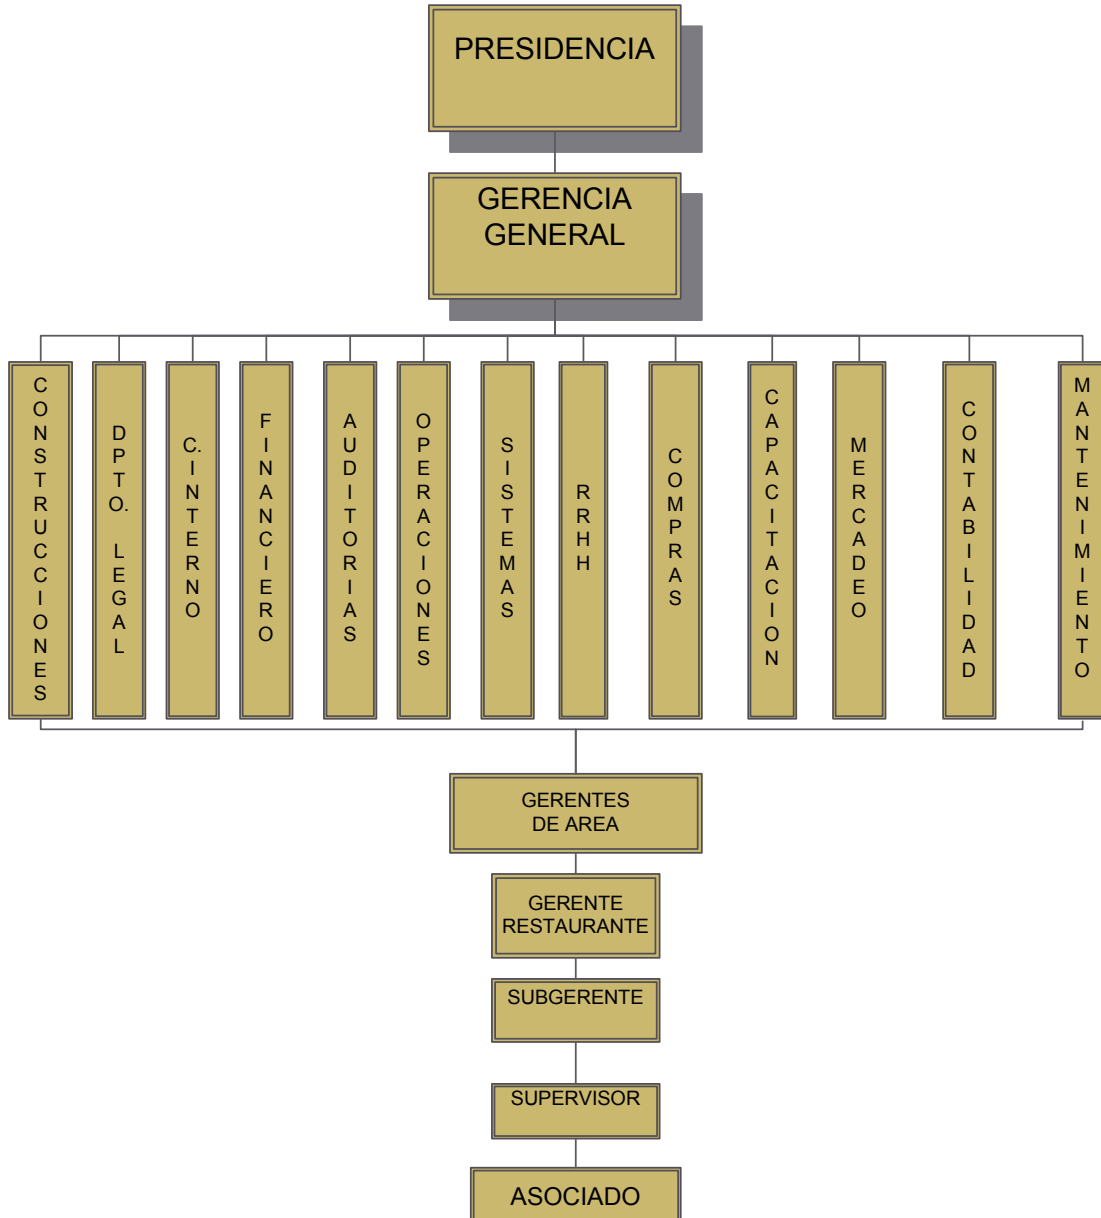 PRESIDENCIA
GERENCIA
GENERAL
CONSTRUCCIONES
DPTO. LEGAL
C. INTERNO
FINANCIERO
AUDITORIAS
OPERACIONES
SISTEMAS
RRHH
COMPRAS
CAPACITACION
MERCADEO
CONTABILIDAD
MANTENIMIENTO
GERENTES
DE AREA
GERENTE
RESTAURANTE
SUBGERENTE
SUPERVISOR
ASOCIADO